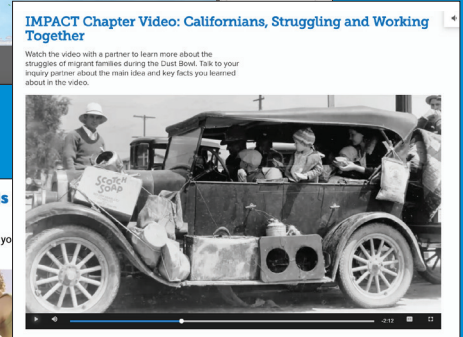 IMPACT Chapter Video: Californians, Struggling and Working
Together
Watch the video with a partner to learn more about the
struggles of migrant families during the Dust Bowl. Talk to your
inquiry partner about the main idea and key facts you learned
about in the video.
SCOTCH
SOAP
s
yo
-2:12